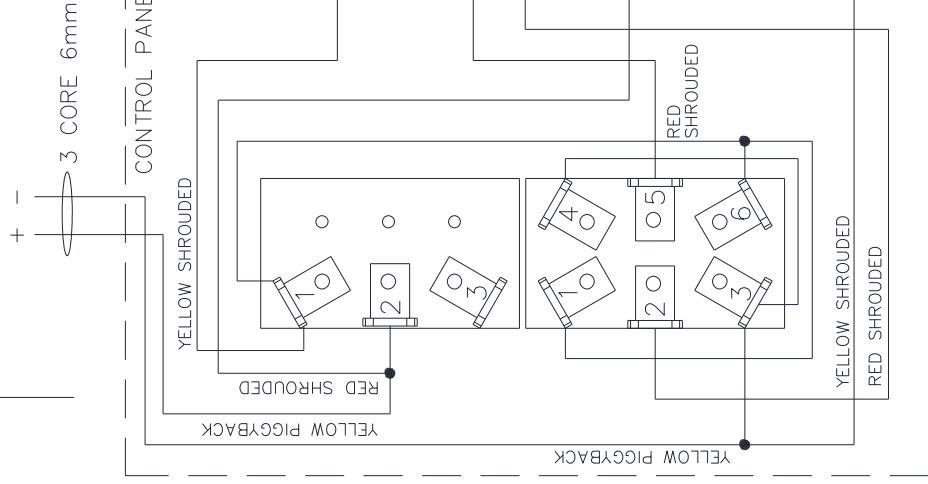 3 CORE 6mm
CONTROL PANE
−
+
YELLOW SHROUDED
RED
SHROUDED
4
5
6
1
2
3
1
2
3
YELLOW SHROUDED
RED SHROUDED
RED SHROUDED
YELLOW PIGGYBACK
YELLOW PIGGYBACK